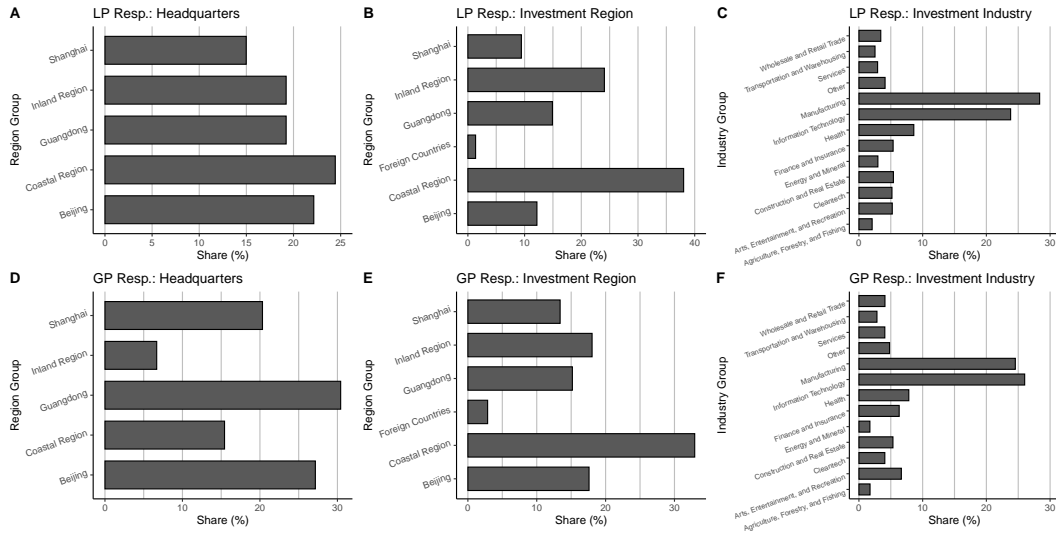 A
LP Resp.: Headquarters
Region Group
Shanghai
Inland Region
Guangdong
Coastal Region
Beijing
0 5 10 15 20 25
Share (%)
B
LP Resp.: Investment Region
Region Group
Shanghai
Inland Region
Guangdong
Foreign Countries
Coastal Region
Beijing
0 10 20 30 40
Share (%)
C
LP Resp.: Investment Industry
Industry Group
Wholesale and Retail Trade
Transportation and Warehousing
Services
Other
Manufacturing
Information Technology
Health
Finance and Insurance
Energy and Mineral
Construction and Real Estate
Cleantech
Arts, Entertainment, and Recreation
Agriculture, Forestry, and Fishing
0 10 20 30
Share (%)
D
GP Resp.: Headquarters
Region Group
Shanghai
Inland Region
Guangdong
Coastal Region
Beijing
0 10 20 30
Share (%)
E
GP Resp.: Investment Region
Region Group
Shanghai
Inland Region
Guangdong
Foreign Countries
Coastal Region
Beijing
0 10 20 30
Share (%)
F
GP Resp.: Investment Industry
Industry Group
Wholesale and Retail Trade
Transportation and Warehousing
Services
Other
Manufacturing
Information Technology
Health
Finance and Insurance
Energy and Mineral
Construction and Real Estate
Cleantech
Arts, Entertainment, and Recreation
Agriculture, Forestry, and Fishing
0 10 20 30
Share (%)